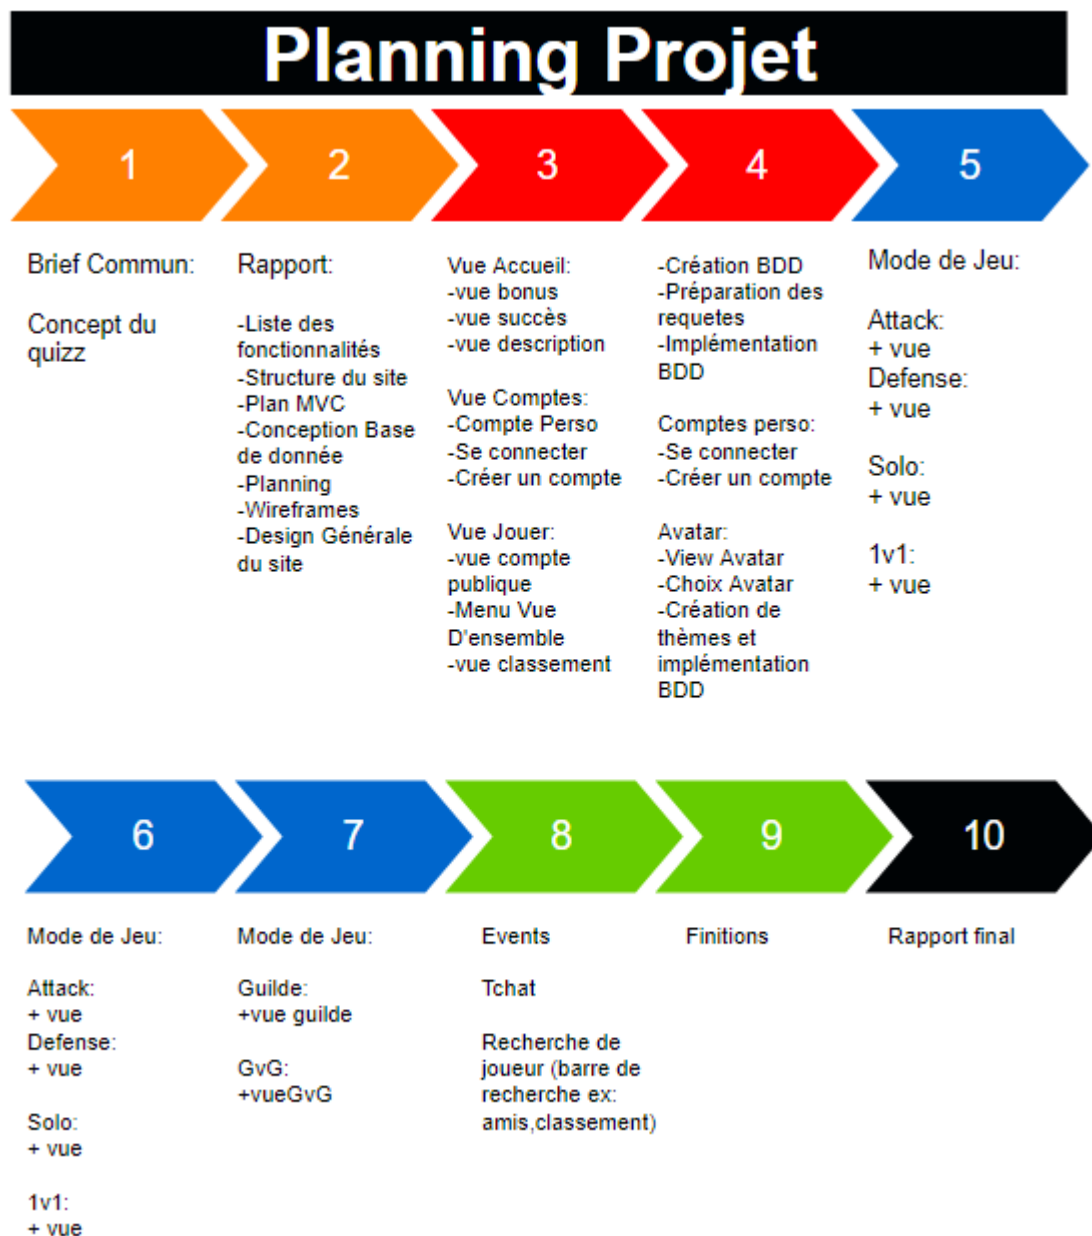 Planning Projet
1
2
3
4
5
Brief Commun:
Concept du
quizz
Rapport:
-Liste des
fonctionnalités
-Structure du site
-Plan MVC
-Conception Base
de donnée
-Planning
-Wireframes
-Design Générale
du site
Vue Accueil:
-vue bonus
-vue succès
-vue description
Vue Comptes:
-Compte Perso
-Se connecter
-Créer un compte
Vue Jouer:
-vue compte
publique
-Menu Vue
D'ensemble
-vue classement
-Création BDD
-Préparation des
requetes
-Implémentation
BDD
Comptes perso:
-Se connecter
-Créer un compte
Avatar:
-View Avatar
-Choix Avatar
-Création de
thèmes et
implémentation
BDD
Mode de Jeu:
Attack:
+ vue
Defense:
+ vue
Solo:
+ vue
1v1:
+ vue
6
7
8
9
10
Mode de Jeu:
Attack:
+ vue
Defense:
+ vue
Solo:
+ vue
1v1:
+ vue
Mode de Jeu:
Guilde:
+vue guilde
GvG:
+vueGvG
Events
Tchat
Recherche de
joueur (barre de
recherche ex:
amis,classement)
Finitions
Rapport final